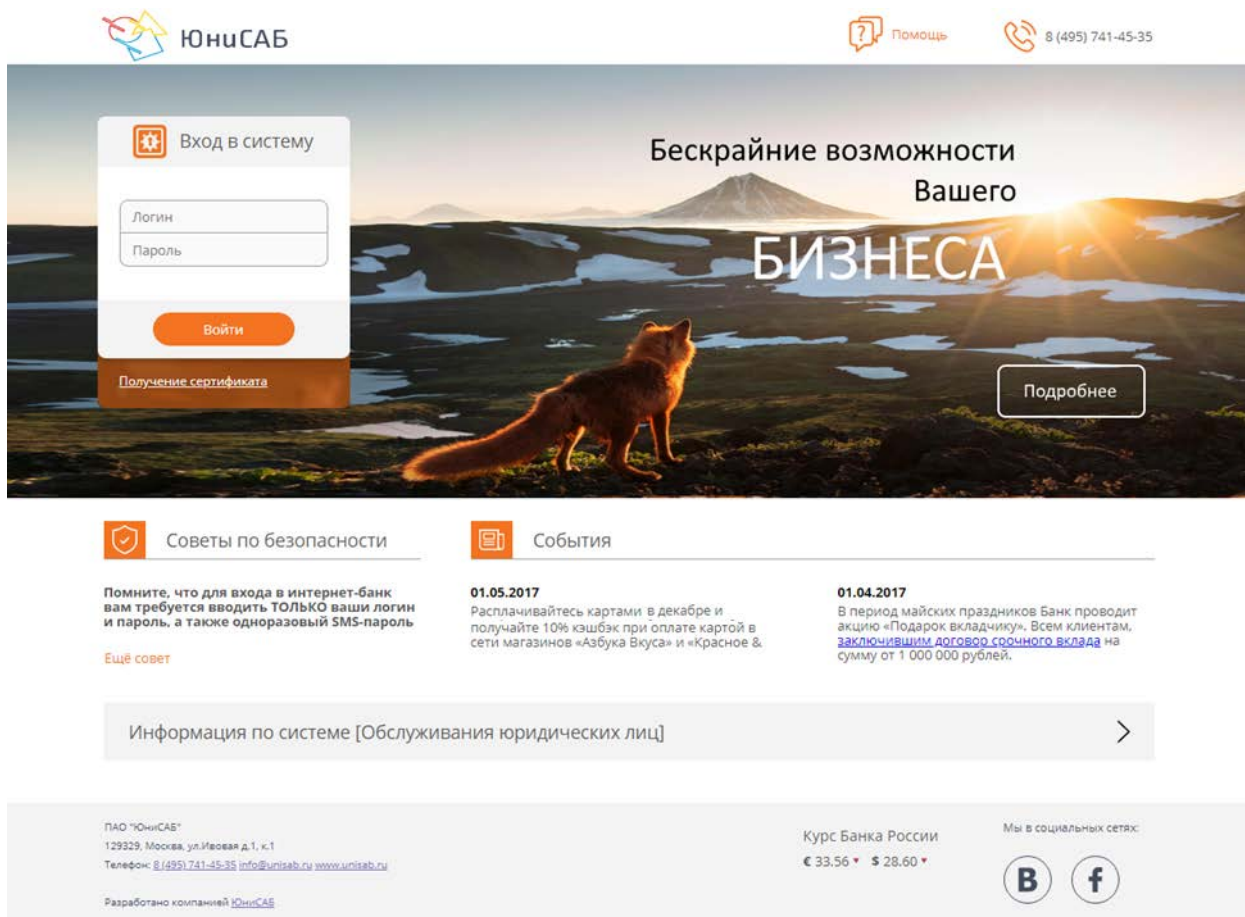 ЮниСАБ
Помощь
8 (495) 741-45-35
Вход в систему
Логин
Пароль
Войти
Получение сертификата
Бескрайние возможности
Вашего
БИЗНЕСА
Подробнее
Советы по безопасности
Помните, что для входа в интернет-банк
вам требуется вводить ТОЛЬКО ваши логин
и пароль, а также одноразовый SMS-пароль
Ещё совет
События
01.05.2017
Расплачивайтесь картами в декабре и
получайте 10% кэшбэк при оплате картой в
сети магазинов «Азбука Вкуса» и «Красное &
01.04.2017
В период майских праздников Банк проводит
акцию «Подарок вкладчику». Всем клиентам,
заключившим договор срочного вклада на
сумму от 1 000 000 рублей.
Информация по системе [Обслуживания юридических лиц]
ПАО "ЮниСАБ"
129329, Москва, ул.Ивовая д.1, к.1
Телефон: 8 (495) 741-45-35 info@unisab.ru www.unisab.ru
Разработано компанией ЮниСАБ
Курс Банка России
€ 33.56 ▼ $ 28.60 ▼
Мы в социальных сетях:
В f